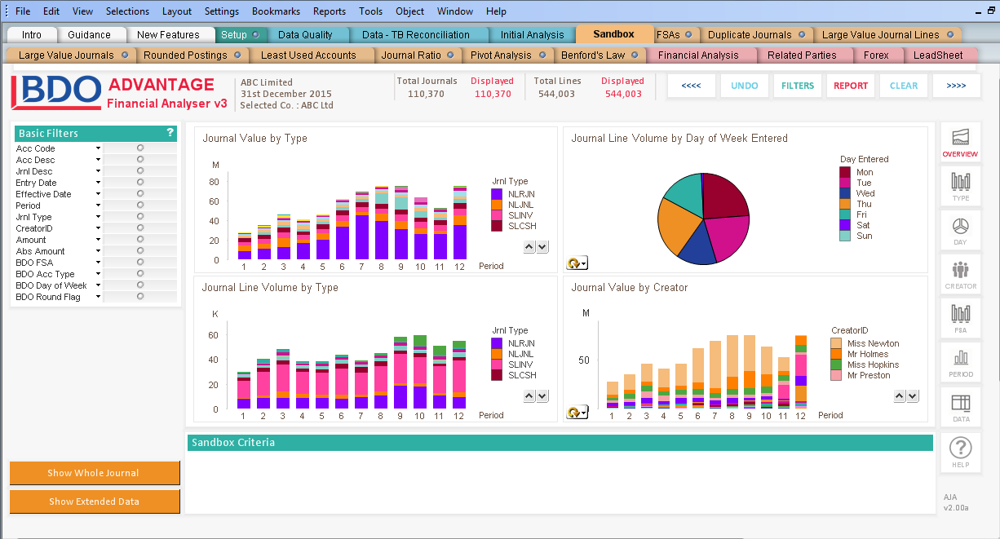 File Edit View Selections Layout Settings Bookmarks Reports Tools Object Window Help
Intro Guidance New Features Setup Data Quality Data - TB Reconciliation Initial Analysis Sandbox FSAs Duplicate Journals Large Value Journal Lines
Large Value Journals Rounded Postings Least Used Accounts Journal Ratio Pivot Analysis Benford's Law Financial Analysis Related Parties Forex LeadSheet
BDO ADVANTAGE
Financial Analyser v3
ABC Limited
31st December 2015
Selected Co. : ABC Ltd
Total Journals Displayed
110,370 110,370
Total Lines Displayed
544,003 544,003
<<<< UNDO FILTERS REPORT CLEAR >>>>
Basic Filters ?
Acc Code
Acc Desc
Jrnl Desc
Entry Date
Effective Date
Period
Jrnl Type
CreatorID
Amount
Abs Amount
BDO FSA
BDO Acc Type
BDO Day of Week
BDO Round Flag
Show Whole Journal
Show Extended Data
Journal Value by Type
M
80
60
40
20
0
1 2 3 4 5 6 7 8 9 10 11 12 Period
Jrnl Type
NLRJN
NLJNL
SLINV
SLCSH
Journal Line Volume by Day of Week Entered
Day Entered
Mon
Tue
Wed
Thu
Fri
Sat
Sun
Journal Line Volume by Type
K
60
40
20
0
1 2 3 4 5 6 7 8 9 10 11 12 Period
Jrnl Type
NLRJN
NLJNL
SLINV
SLCSH
Journal Value by Creator
M
50
0
1 2 3 4 5 6 7 8 9 10 11 12 Period
CreatorID
Miss Newton
Mr Holmes
Miss Hopkins
Mr Preston
Sandbox Criteria
OVERVIEW
TYPE
DAY
CREATOR
FSA
PERIOD
DATA
?
HELP
AJA
v2.00a